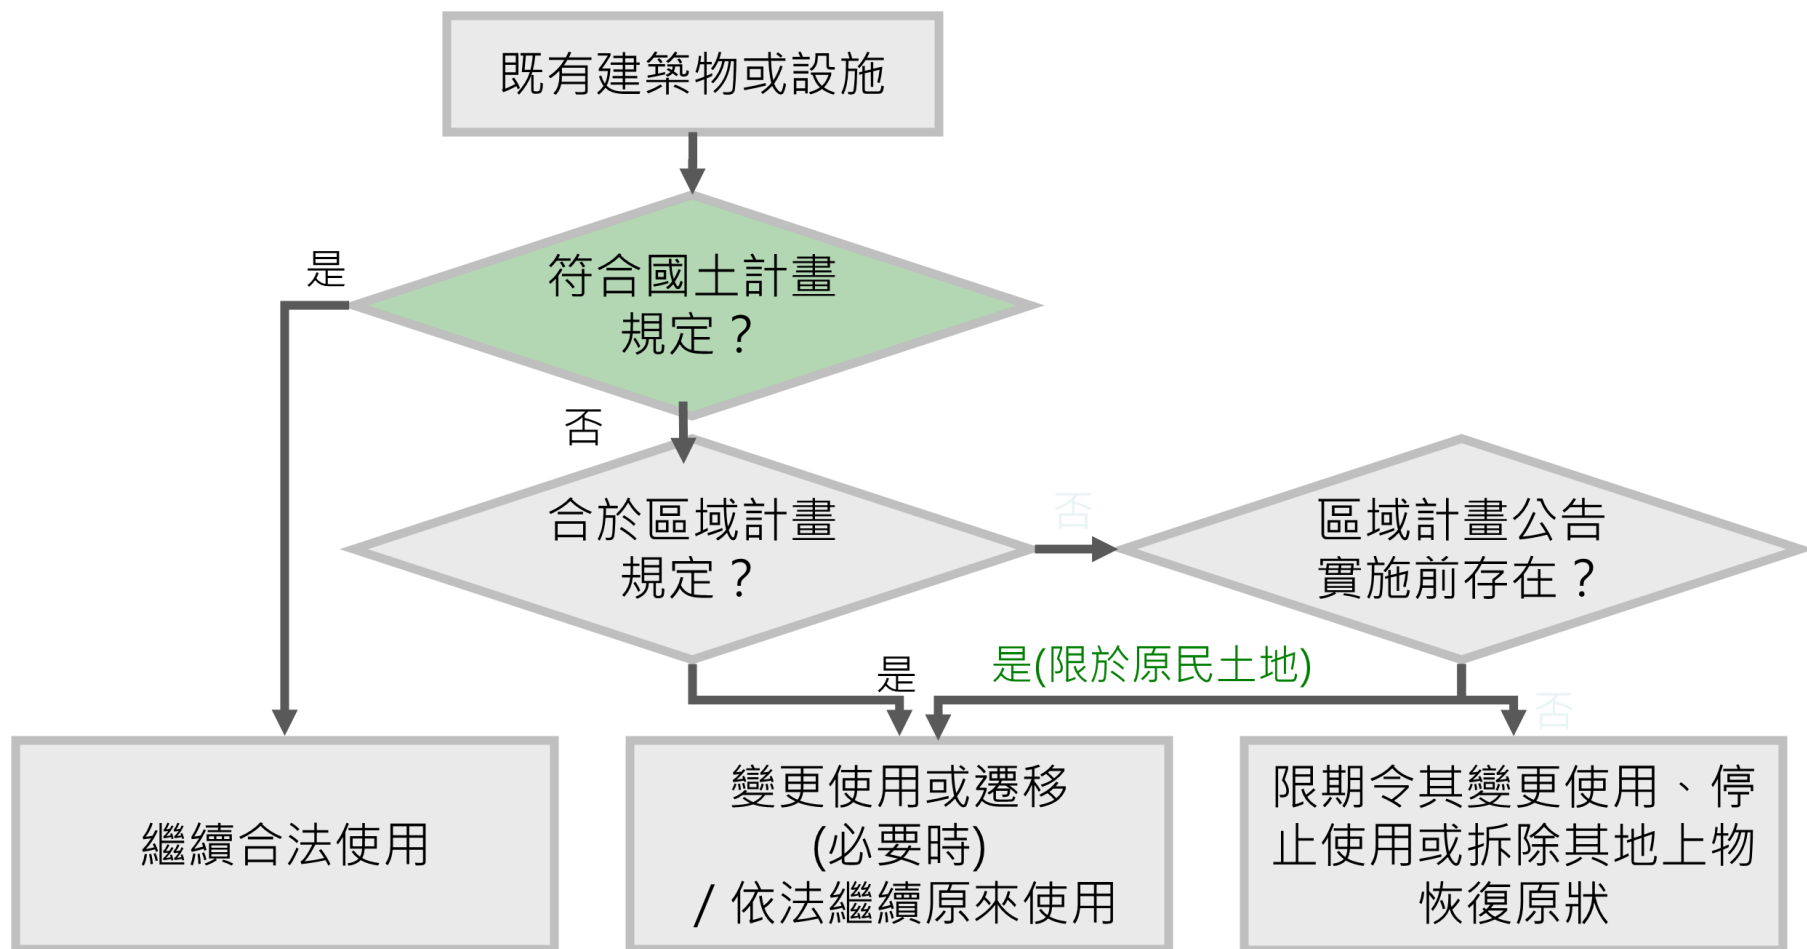 既有建築物或設施
是
符合國土計畫
規定？
否
合於區域計畫
規定？
否
區域計畫公告
實施前存在？
是
是(限於原民土地)
否
繼續合法使用
變更使用或遷移
(必要時)
/ 依法繼續原來使用
限期令其變更使用、停
止使用或拆除其地上物
恢復原狀